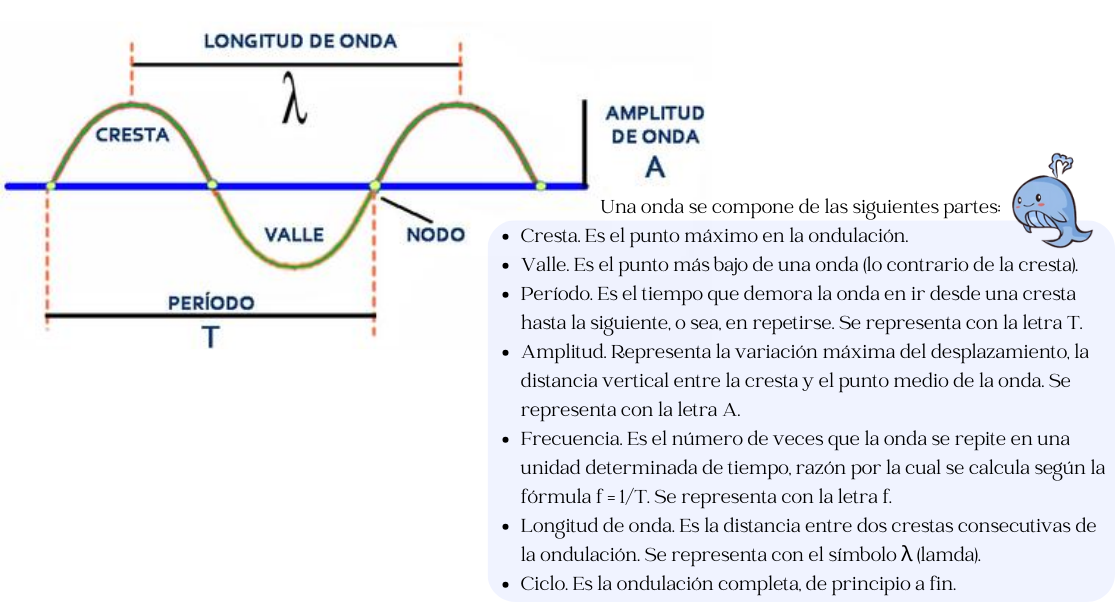 LONGITUD DE ONDA
λ
CRESTA
AMPLITUD
DE ONDA
A
VALLE
NODO
PERÍODO
T
Una onda se compone de las siguientes partes:
• Cresta. Es el punto máximo en la ondulación.
• Valle. Es el punto más bajo de una onda (lo contrario de la cresta).
• Período. Es el tiempo que demora la onda en ir desde una cresta
hasta la siguiente, o sea, en repetirse. Se representa con la letra T.
• Amplitud. Representa la variación máxima del desplazamiento, la
distancia vertical entre la cresta y el punto medio de la onda. Se
representa con la letra A.
• Frecuencia. Es el número de veces que la onda se repite en una
unidad determinada de tiempo, razón por la cual se calcula según la
fórmula f = 1/T. Se representa con la letra f.
• Longitud de onda. Es la distancia entre dos crestas consecutivas de
la ondulación. Se representa con el símbolo λ (lamda).
• Ciclo. Es la ondulación completa, de principio a fin.